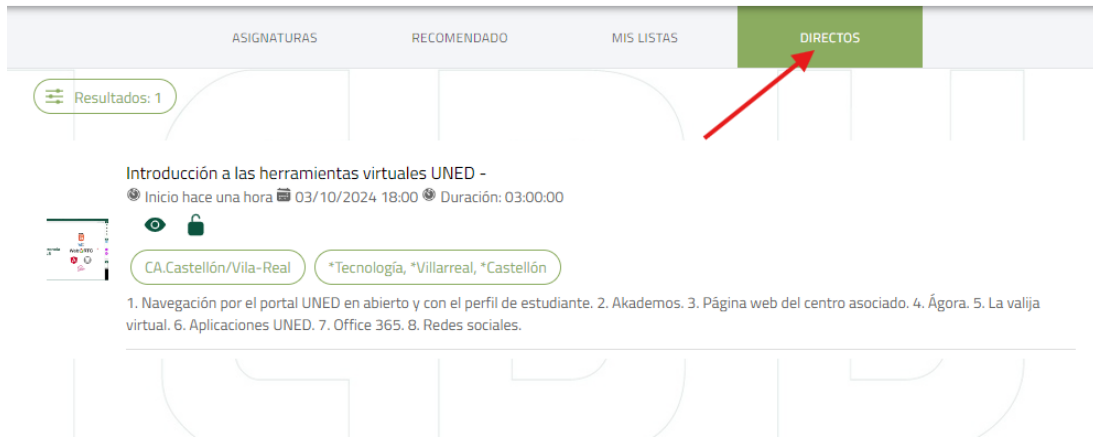 ASIGNATURAS RECOMENDADO MIS LISTAS DIRECTOS
Resultados: 1
Introducción a las herramientas virtuales UNED -
Inicio hace una hora 03/10/2024 18:00 Duración: 03:00:00
CA.Castellón/Vila-Real *Tecnología, *Villarreal, *Castellón
1. Navegación por el portal UNED en abierto y con el perfil de estudiante. 2. Akademos. 3. Página web del centro asociado. 4. Ágora. 5. La valija
virtual. 6. Aplicaciones UNED. 7. Office 365. 8. Redes sociales.